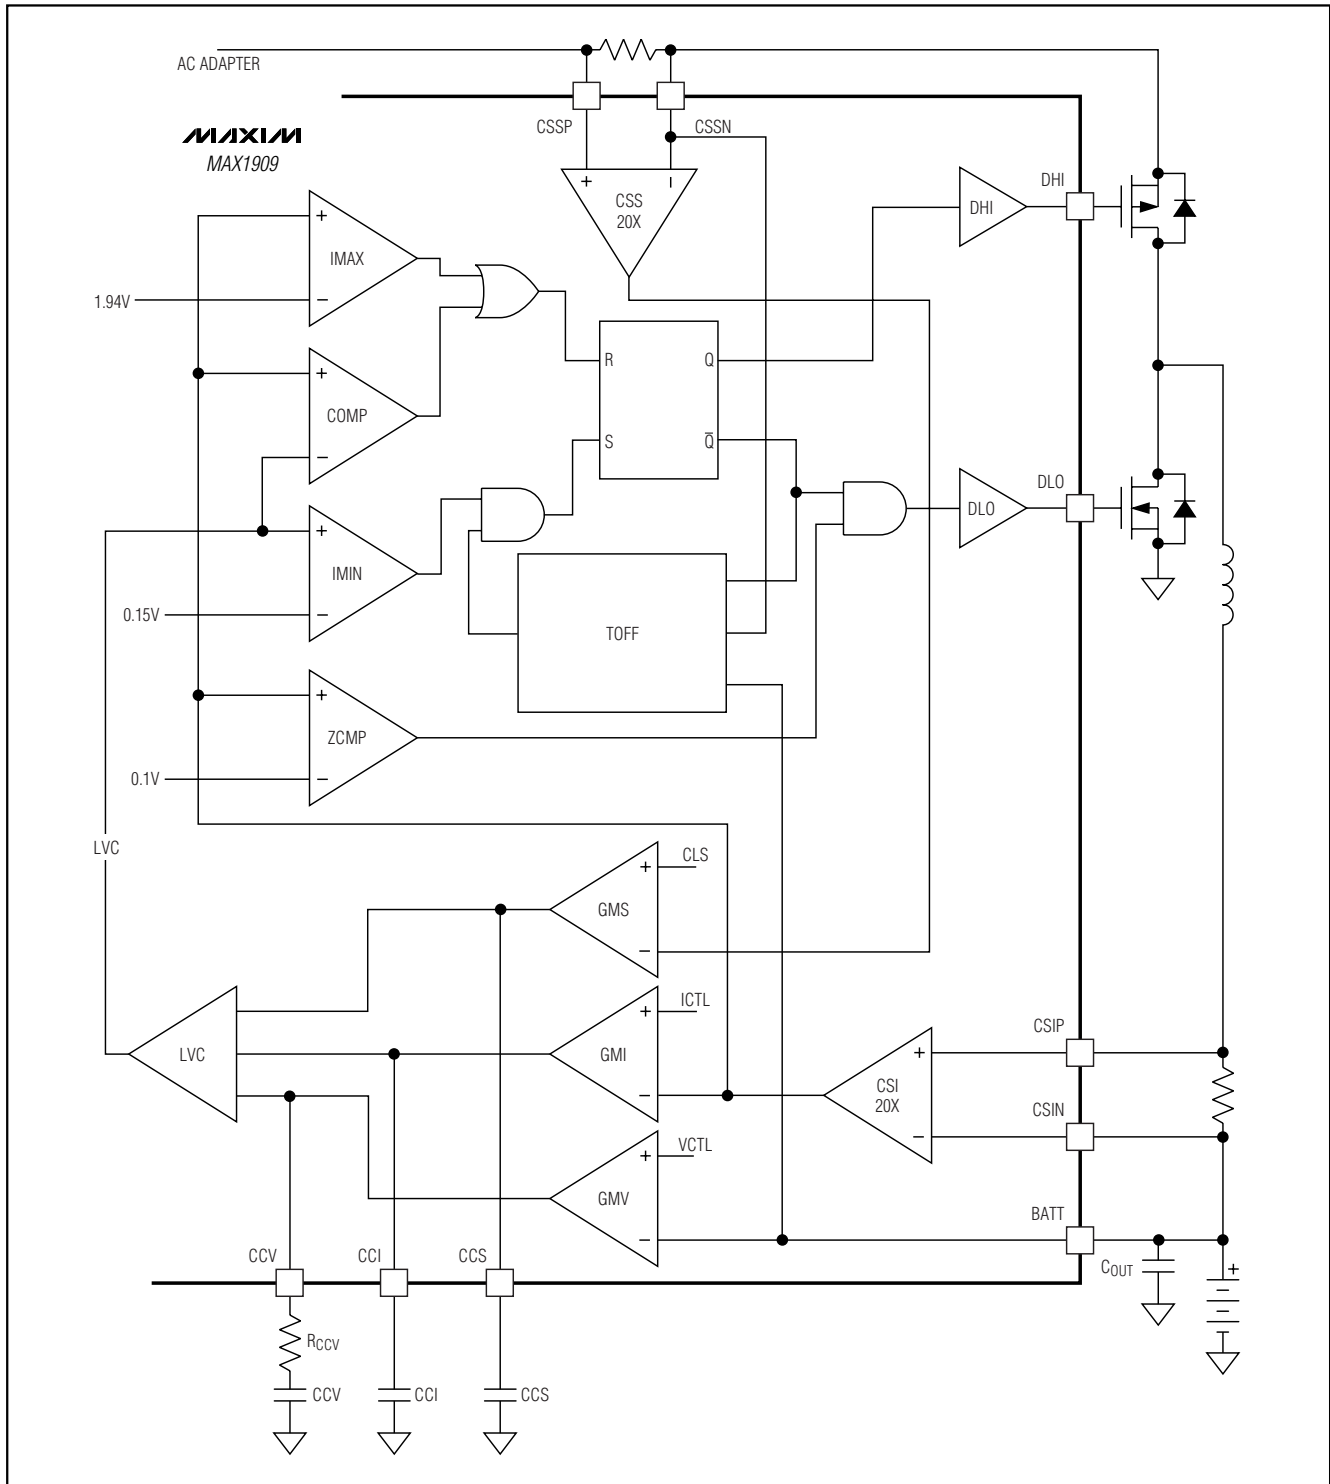 AC ADAPTER
MAXIM
MAX1909
CSSP
CSSN
+ −
CSS
20X
DHI
DHI
+
IMAX
−
1.94V
+
COMP
−
R
Q
S
Q̅
DLO
DLO
+
IMIN
−
0.15V
TOFF
+
ZCMP
−
0.1V
LVC
+
CLS
GMS
−
+
ICTL
GMI
−
LVC
CSIP
+
CSI
20X
−
CSIN
+
VCTL
GMV
−
BATT
CCV
CCI
CCS
COUT
+
RCCV
CCV
CCI
CCS